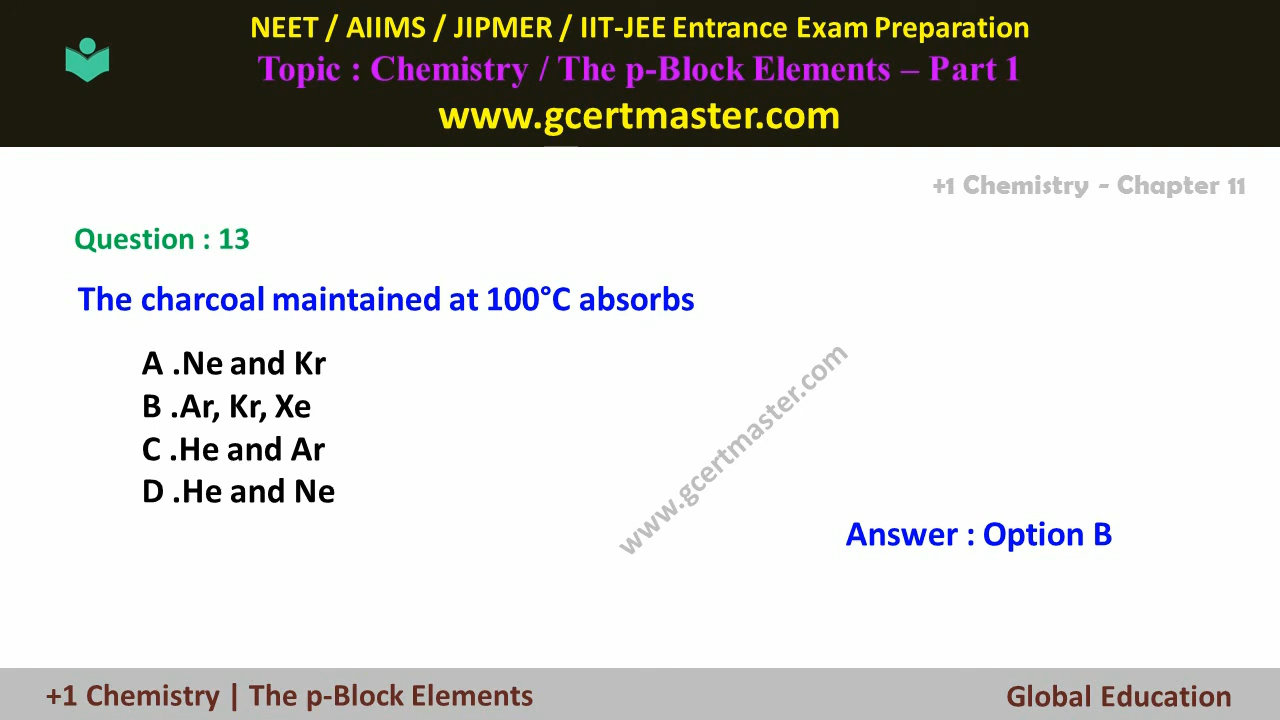 NEET / AIIMS / JIPMER / IIT-JEE Entrance Exam Preparation
Topic : Chemistry / The p-Block Elements – Part 1
www.gcertmaster.com
+1 Chemistry - Chapter 11
Question : 13
The charcoal maintained at 100°C absorbs
A .Ne and Kr
B .Ar, Kr, Xe
C .He and Ar
D .He and Ne
www.gcertmaster.com
Answer : Option B
+1 Chemistry | The p-Block Elements
Global Education